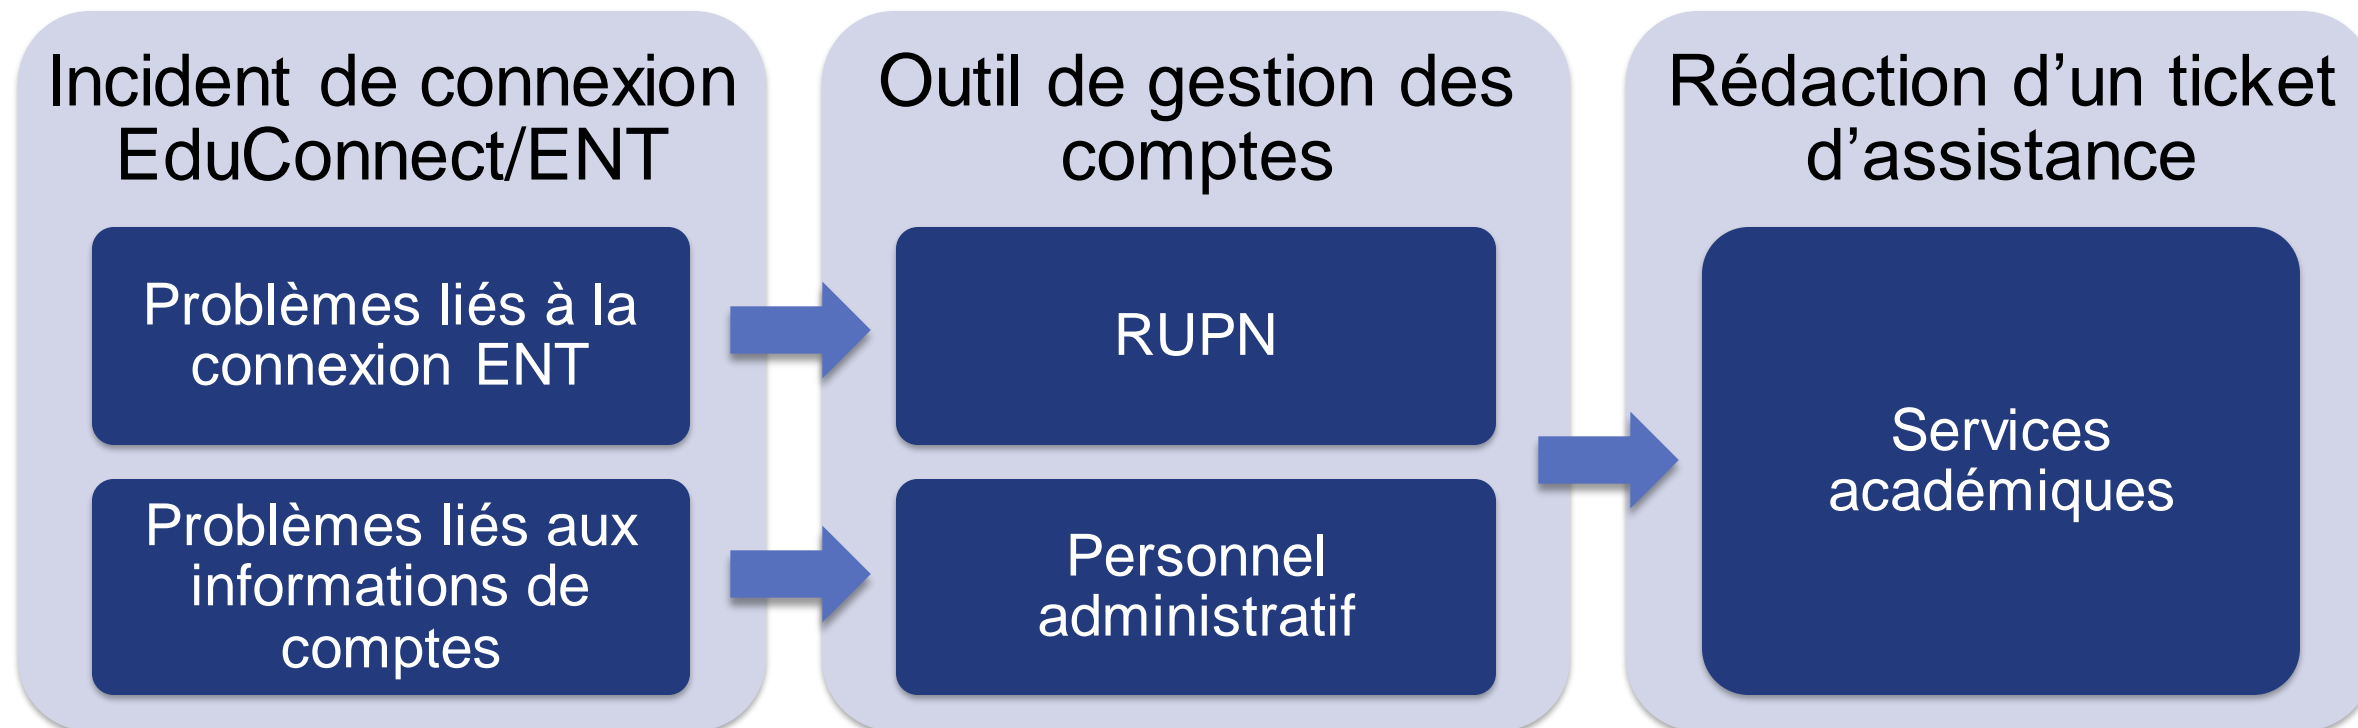 Incident de connexion
EduConnect/ENT
Problèmes liés à la
connexion ENT
Problèmes liés aux
informations de
comptes
Outil de gestion des
comptes
RUPN
Personnel
administratif
Rédaction d’un ticket
d’assistance
Services
académiques